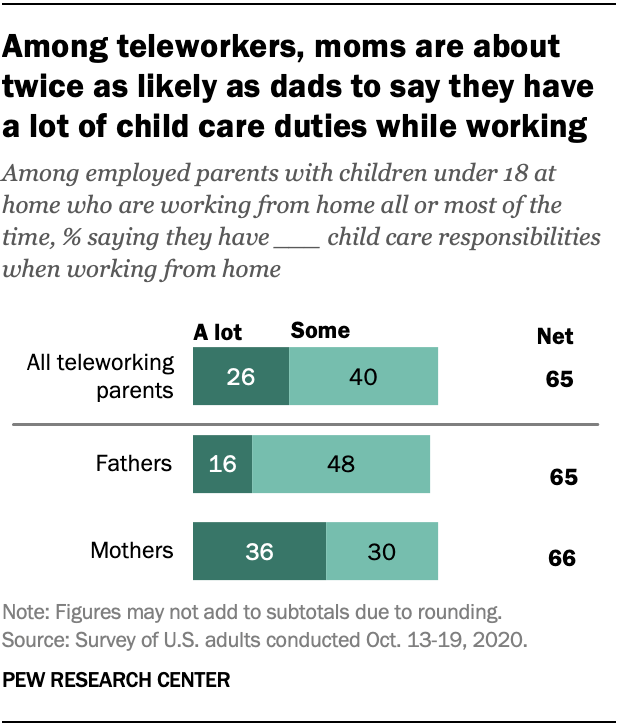 Among teleworkers, moms are about
twice as likely as dads to say they have
a lot of child care duties while working
Among employed parents with children under 18 at
home who are working from home all or most of the
time, % saying they have ___ child care responsibilities
when working from home
A lot Some Net
All teleworking
parents
26 40 65
Fathers 16 48 65
Mothers 36 30 66
Note: Figures may not add to subtotals due to rounding.
Source: Survey of U.S. adults conducted Oct. 13-19, 2020.
PEW RESEARCH CENTER